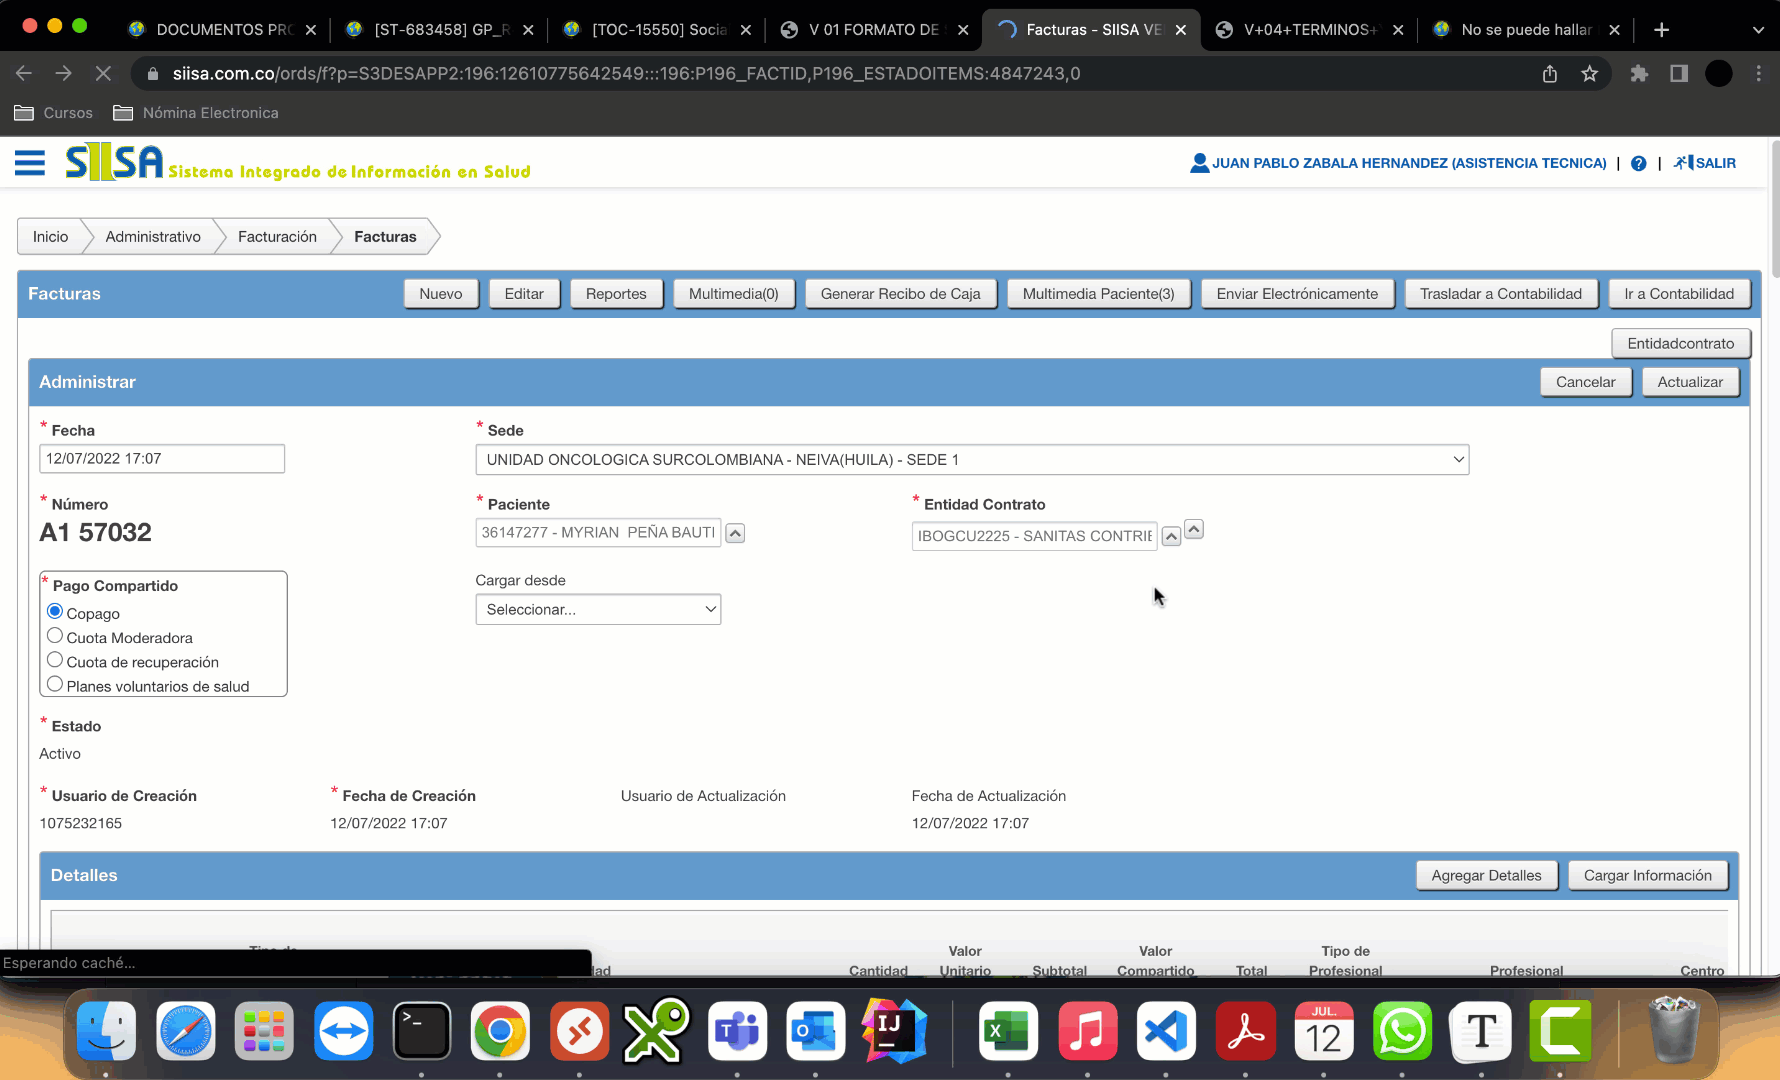 DOCUMENTOS PRO
[ST-683458] GP_R
[TOC-15550] Socia
V 01 FORMATO DE
Facturas - SIISA VE
V+04+TERMINOS+
No se puede hallar
siisa.com.co/ords/f?p=S3DESAPP2:196:12610775642549:::196:P196_FACTID,P196_ESTADOITEMS:4847243,0
Cursos
Nómina Electronica
SIISA Sistema Integrado de Información en Salud
JUAN PABLO ZABALA HERNANDEZ (ASISTENCIA TECNICA) | ? | SALIR
Inicio
Administrativo
Facturación
Facturas
Facturas
Nuevo
Editar
Reportes
Multimedia(0)
Generar Recibo de Caja
Multimedia Paciente(3)
Enviar Electrónicamente
Trasladar a Contabilidad
Ir a Contabilidad
Entidadcontrato
Administrar
Cancelar
Actualizar
* Fecha
12/07/2022 17:07
* Sede
UNIDAD ONCOLOGICA SURCOLOMBIANA - NEIVA(HUILA) - SEDE 1
* Número
A1 57032
* Paciente
36147277 - MYRIAN  PEÑA BAUTI
* Entidad Contrato
IBOGCU2225 - SANITAS CONTRIE
* Pago Compartido
Copago
Cuota Moderadora
Cuota de recuperación
Planes voluntarios de salud
Cargar desde
Seleccionar...
* Estado
Activo
* Usuario de Creación
1075232165
* Fecha de Creación
12/07/2022 17:07
Usuario de Actualización
Fecha de Actualización
12/07/2022 17:07
Detalles
Agregar Detalles
Cargar Información
Tipo de
dad
Cantidad
Valor
Unitario
Subtotal
Valor
Compartido
Total
Tipo de
Profesional
Profesional
Centro
Esperando caché...
>_
T
O
IJ
X
JUL.
12
T
C